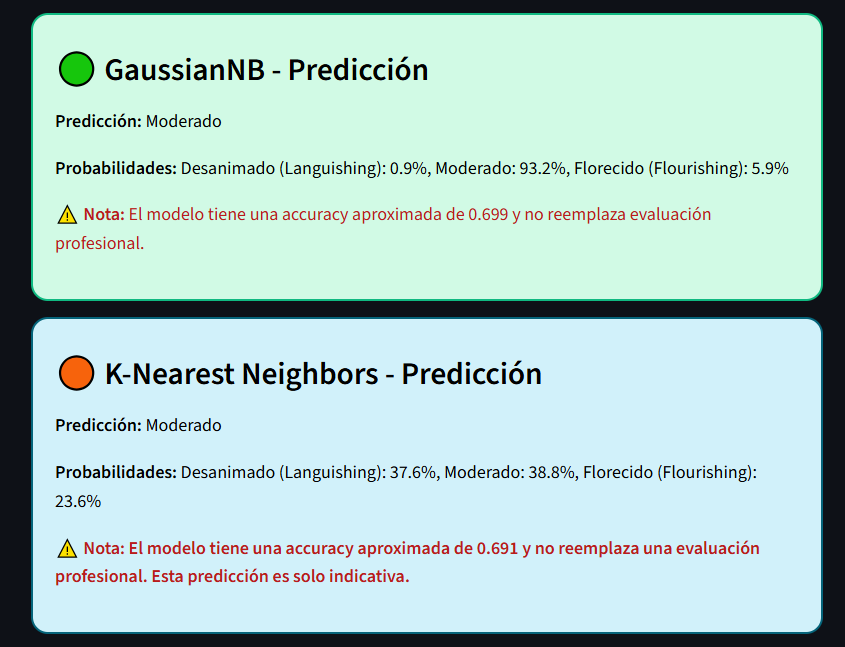 GaussianNB - Predicción
Predicción: Moderado
Probabilidades: Desanimado (Languishing): 0.9%, Moderado: 93.2%, Florecido (Flourishing): 5.9%
⚠️ Nota: El modelo tiene una accuracy aproximada de 0.699 y no reemplaza evaluación
profesional.
K-Nearest Neighbors - Predicción
Predicción: Moderado
Probabilidades: Desanimado (Languishing): 37.6%, Moderado: 38.8%, Florecido (Flourishing):
23.6%
⚠️ Nota: El modelo tiene una accuracy aproximada de 0.691 y no reemplaza una evaluación
profesional. Esta predicción es solo indicativa.